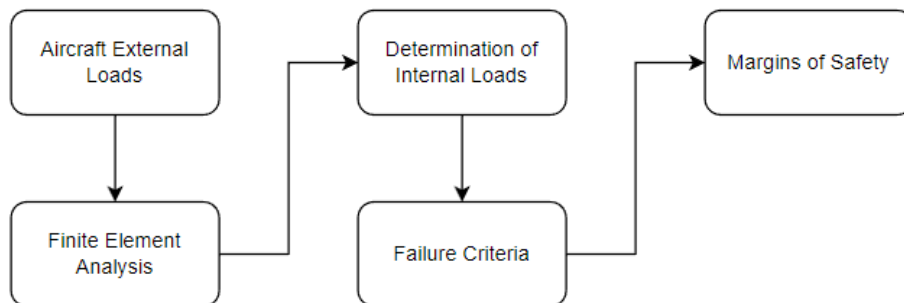 Aircraft External
Loads
Finite Element
Analysis
Determination of
Internal Loads
Failure Criteria
Margins of Safety